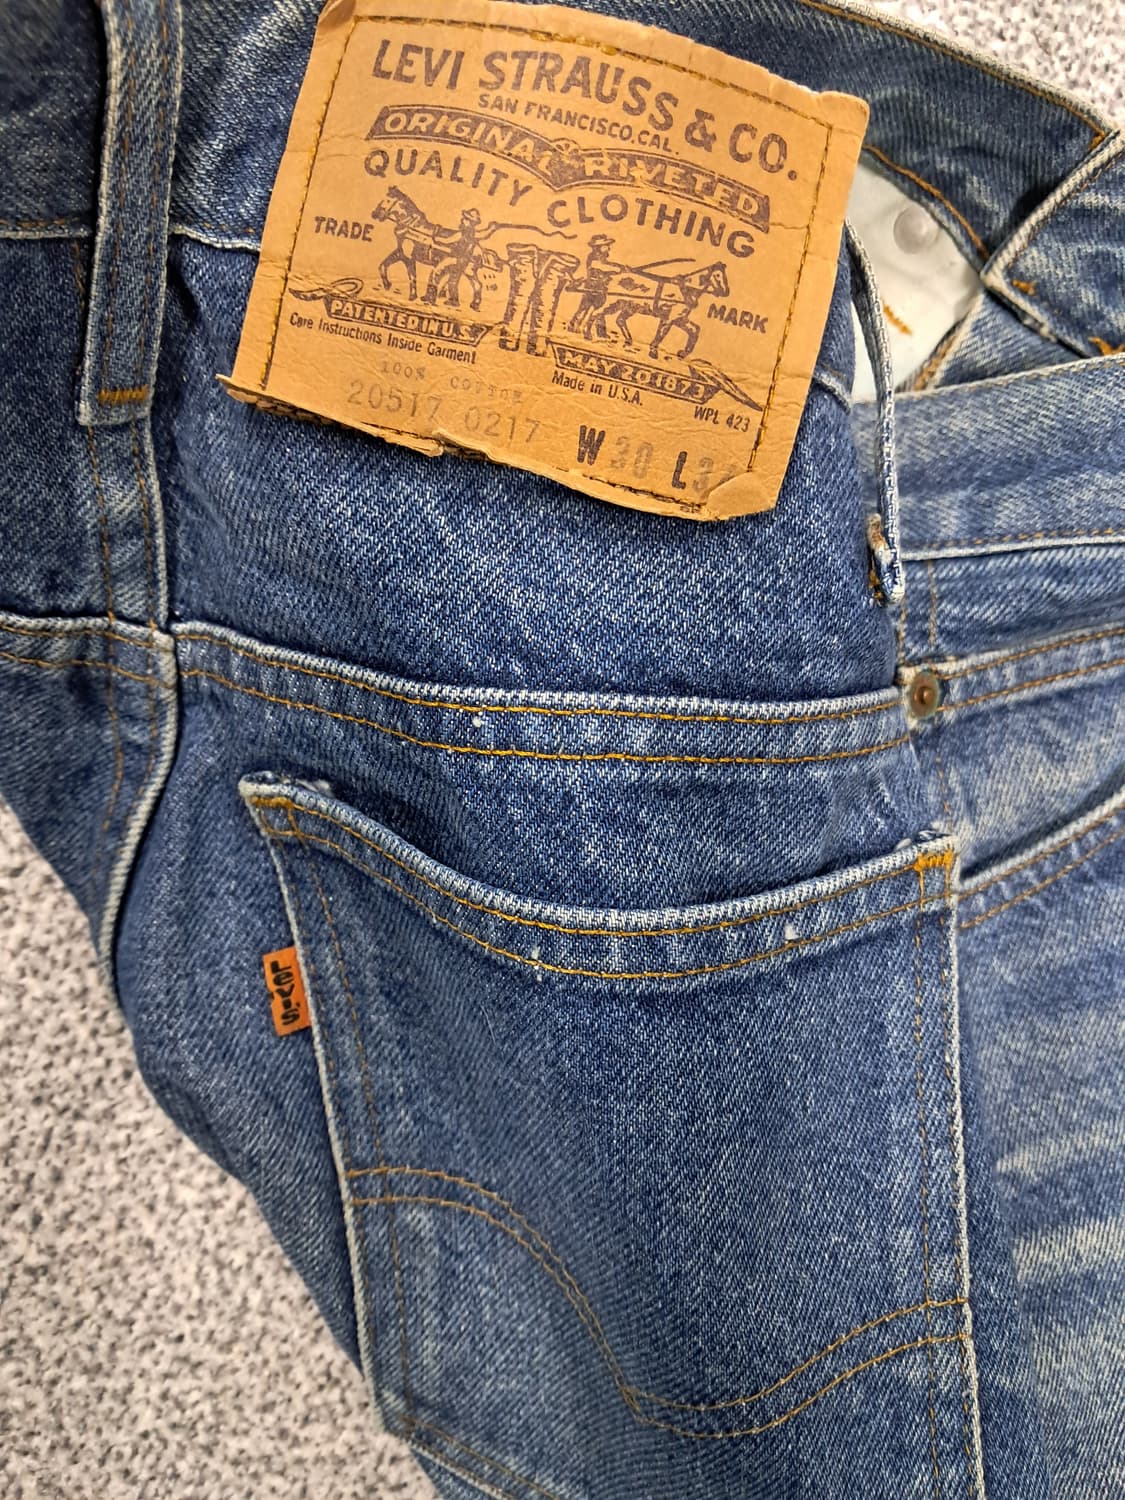 LEVI STRAUSS & CO.
SAN FRANCISCO, CAL.
ORIGINAL RIVETED
QUALITY CLOTHING
TRADE MARK
PATENTED IN U.S. MAY 20 1873
Care Instructions Inside Garment
Made in U.S.A.
WPL 423
100% COTTON
20517 0217
W 30 L
LEVI'S